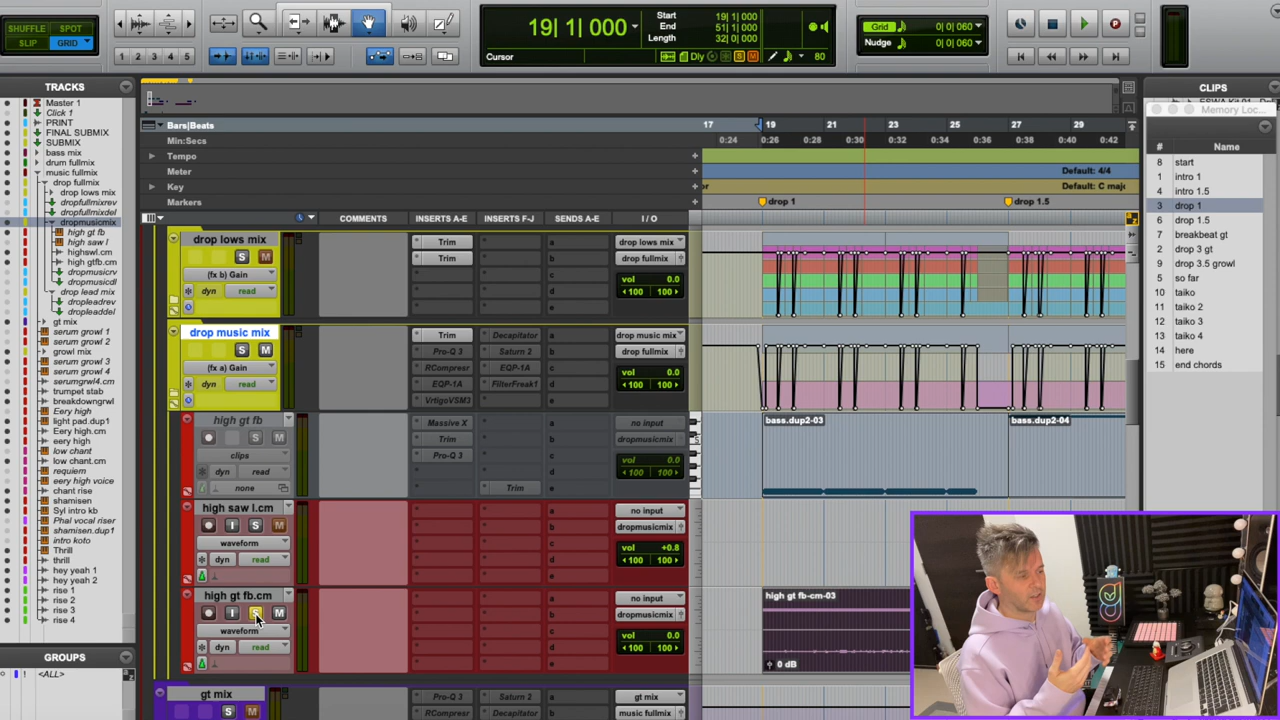 SHUFFLE SPOT
SLIP GRID
1 2 3 4 5
19| 1| 000
Cursor
Start 19| 1| 000
End 51| 1| 000
Length 32| 0| 000
Dly S M 80
Grid 0| 0| 060
Nudge 0| 0| 060
TRACKS
Master 1
Click 1
PRINT
FINAL SUBMIX
SUBMIX
bass mix
drum fullmix
music fullmix
drop fullmix
drop lows mix
dropfullmixrev
dropfullmixdel
dropmusicmix
high gt fb
high saw l
highswl.cm
high gtfb.cm
dropmusicrv
dropmusicdl
drop lead mix
dropleadrev
dropleaddel
gt mix
serum growl 1
serum growl 2
growl mix
serum growl 3
serum growl 4
serumgrwl4.cm
trumpet stab
breakdowngrwl
Eery high
light pad.dup1
Eery high.cm
eery high
low chant
low chant.cm
requiem
eery high voice
chant rise
shamisen
Syl intro kb
Phal vocal riser
shamisen.dup1
intro koto
Thrill
thrill
hey yeah 1
hey yeah 2
rise 1
rise 2
rise 3
rise 4
GROUPS
! <ALL>
Bars|Beats
Min:Secs
Tempo
Meter
Key
Markers
17 19 21 23 25 27 29
0:24 0:26 0:28 0:30 0:32 0:34 0:36 0:38 0:40 0:42
Default: 4/4
Default: C majo
drop 1
drop 1.5
COMMENTS INSERTS A-E INSERTS F-J SENDS A-E I / O
drop lows mix
S M
(fx b) Gain
dyn read
Trim
Trim
a
b
c
d
e
drop lows mix
drop fullmix
vol 0.0
100 100
drop music mix
S M
(fx a) Gain
dyn read
Trim Decapitator
Pro-Q 3 Saturn 2
RCompresr EQP-1A
EQP-1A FilterFreak1
VrtigoVSM3
a
b
c
d
e
drop music mix
drop fullmix
vol 0.0
100 100
high gt fb
S M
clips
dyn read
none
Massive X
Trim
Pro-Q 3
Trim
a
b
c
d
e
no input
dropmusicmix
vol 0.0
100 100
bass.dup2-03
bass.dup2-04
high saw l.cm
I S M
waveform
dyn read
a
b
c
d
e
no input
dropmusicmix
vol +0.8
100 100
high gt fb.cm
I S M
waveform
dyn read
a
b
c
d
e
no input
dropmusicmix
vol 0.0
100 100
high gt fb-cm-03
0 dB
gt mix
S M
Pro-Q 3 Saturn 2
RCompresr Decapitator
a
b
gt mix
music fullmix
CLIPS
Memory Loc...
# Name
8 start
1 intro 1
4 intro 1.5
3 drop 1
6 drop 1.5
7 breakbeat gt
2 drop 3 gt
9 drop 3.5 growl
5 so far
10 taiko
11 taiko 2
12 taiko 3
13 taiko 4
14 here
15 end chords